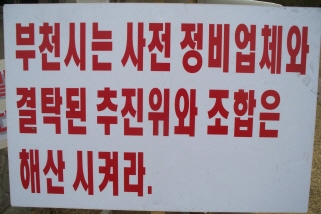 부천시는 사전 정비업체와
결탁된 추진위와 조합은
해산 시켜라.